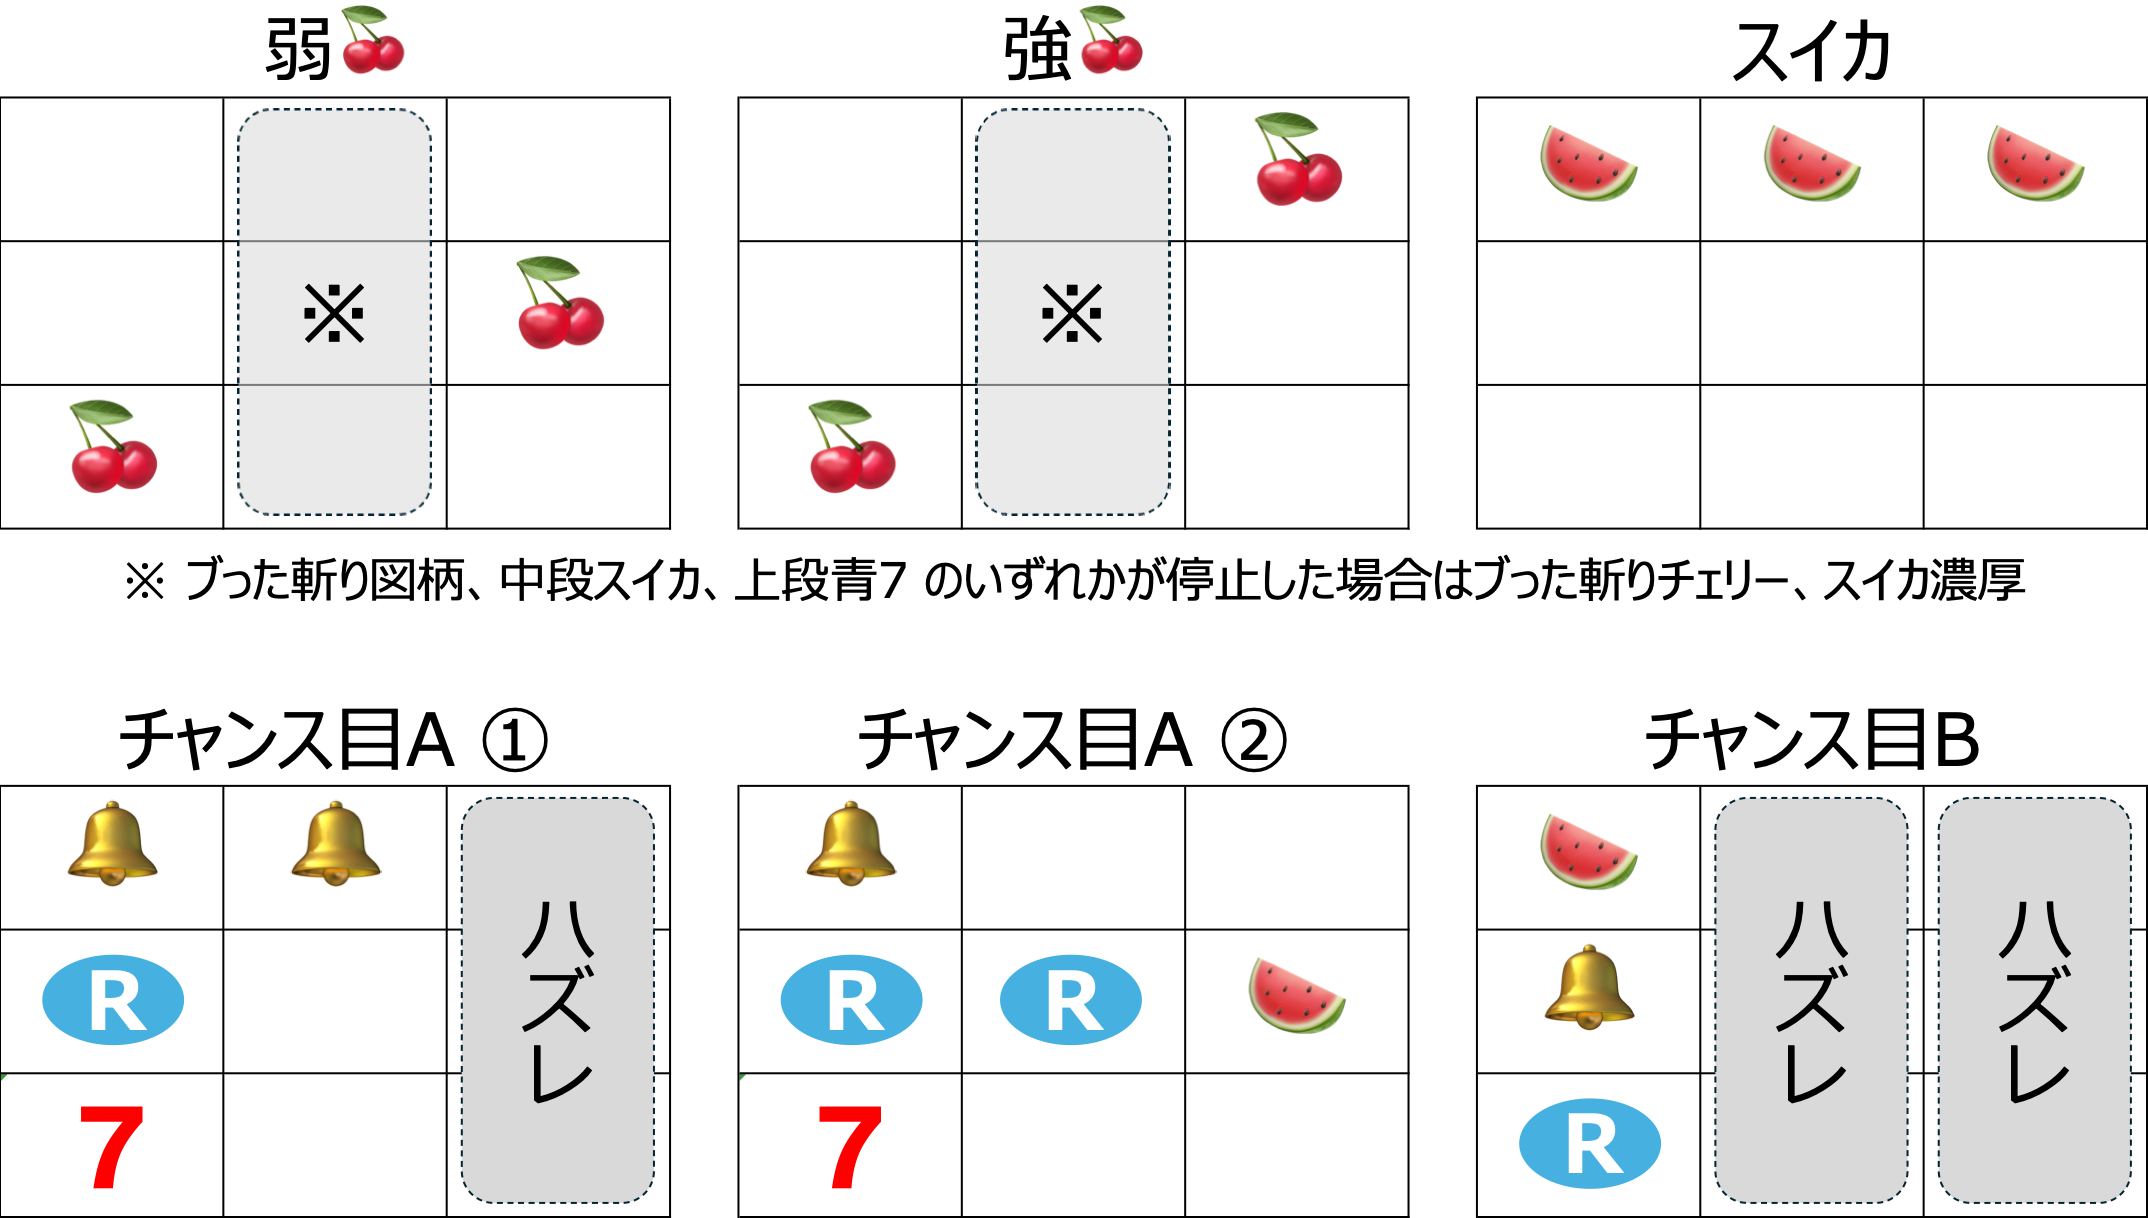 弱
強
スイカ
※
※
※ ブった斬り図柄、中段スイカ、上段青7 のいずれかが停止した場合はブった斬りチェリー、スイカ濃厚
チャンス目A ①
チャンス目A ②
チャンス目B
R
7
ハズレ
R
R
7
R
ハズレ
ハズレ